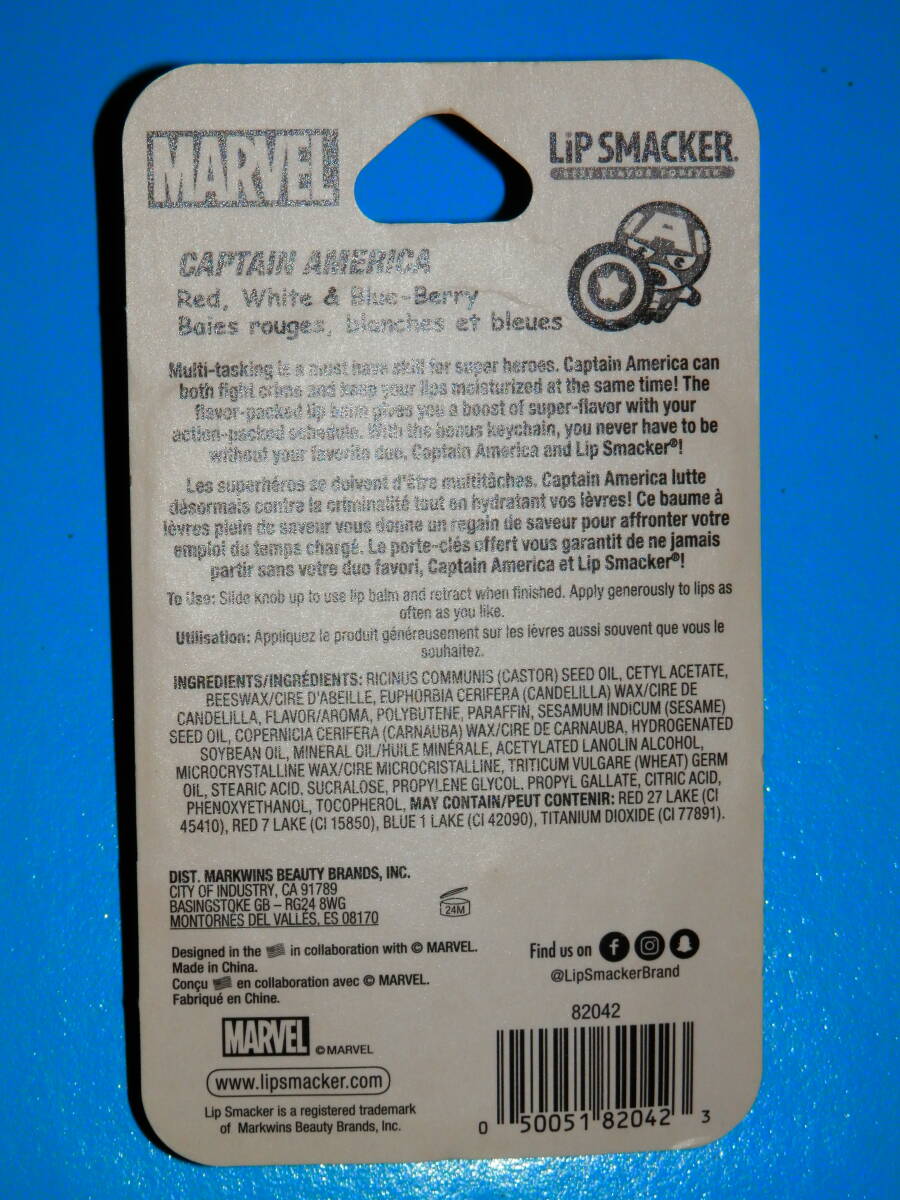 MARVEL
LiP SMACKER.
BEST FLAVOR FOREVER
CAPTAIN AMERICA
Red, White & Blue-Berry
Baies rouges, blanches et bleues
Multi-tasking is a must have skill for super heroes. Captain America can
both fight crime and keep your lips moisturized at the same time! The
flavor-packed lip balm gives you a boost of super-flavor with your
action-packed schedule. With the bonus keychain, you never have to be
without your favorite duo, Captain America and Lip Smacker®!
Les superhéros se doivent d'être multitâches. Captain America lutte
désormais contre la criminalité tout en hydratant vos lèvres! Ce baume à
lèvres plein de saveur vous donne un regain de saveur pour affronter votre
emploi du temps chargé. Le porte-clés offert vous garantit de ne jamais
partir sans votre duo favori, Captain America et Lip Smacker®!
To Use: Slide knob up to use lip balm and retract when finished. Apply generously to lips as
often as you like.
Utilisation: Appliquez le produit généreusement sur les lèvres aussi souvent que vous le
souhaitez.
INGREDIENTS/INGRÉDIENTS: RICINUS COMMUNIS (CASTOR) SEED OIL, CETYL ACETATE,
BEESWAX/CIRE D'ABEILLE, EUPHORBIA CERIFERA (CANDELILLA) WAX/CIRE DE
CANDELILLA, FLAVOR/AROMA, POLYBUTENE, PARAFFIN, SESAMUM INDICUM (SESAME)
SEED OIL, COPERNICIA CERIFERA (CARNAUBA) WAX/CIRE DE CARNAUBA, HYDROGENATED
SOYBEAN OIL, MINERAL OIL/HUILE MINÉRALE, ACETYLATED LANOLIN ALCOHOL,
MICROCRYSTALLINE WAX/CIRE MICROCRISTALLINE, TRITICUM VULGARE (WHEAT) GERM
OIL, STEARIC ACID, SUCRALOSE, PROPYLENE GLYCOL, PROPYL GALLATE, CITRIC ACID,
PHENOXYETHANOL, TOCOPHEROL, MAY CONTAIN/PEUT CONTENIR: RED 27 LAKE (CI
45410), RED 7 LAKE (CI 15850), BLUE 1 LAKE (CI 42090), TITANIUM DIOXIDE (CI 77891).
DIST. MARKWINS BEAUTY BRANDS, INC.
CITY OF INDUSTRY, CA 91789
BASINGSTOKE GB – RG24 8WG
MONTORNÉS DEL VALLÉS, ES 08170
24M
Designed in the in collaboration with © MARVEL.
Made in China.
Conçu en collaboration avec © MARVEL.
Fabriqué en Chine.
Find us on
@LipSmackerBrand
MARVEL © MARVEL
www.lipsmacker.com
Lip Smacker is a registered trademark
of Markwins Beauty Brands, Inc.
82042
0 50051 82042 3